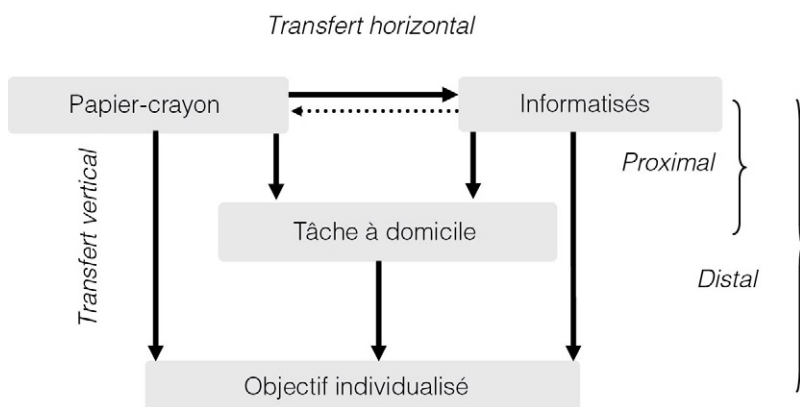 Transfert horizontal
Papier-crayon
Informatisés
Transfert vertical
Proximal
Tâche à domicile
Distal
Objectif individualisé